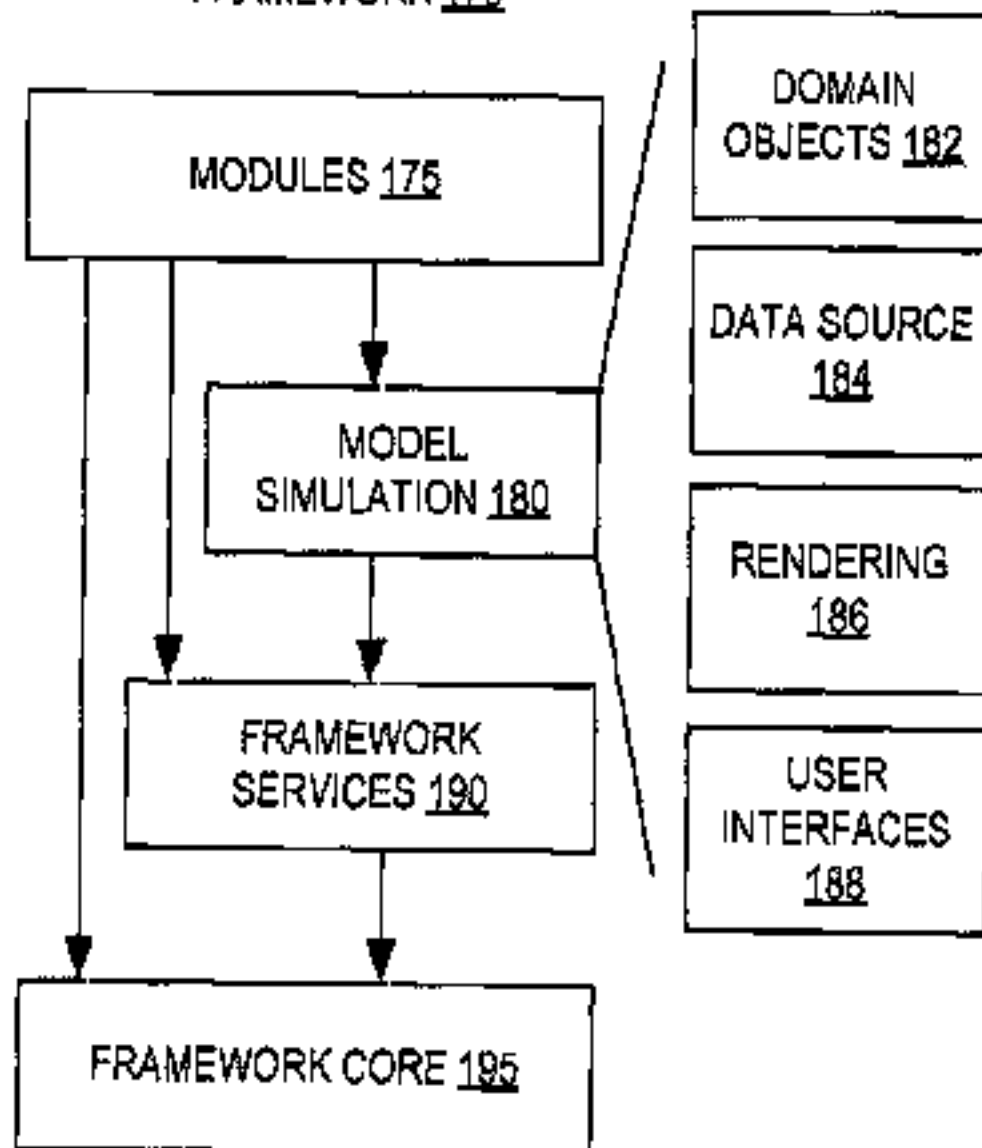 MODULES 175
MODEL
SIMULATION 180
FRAMEWORK
SERVICES 190
FRAMEWORK CORE 195
DOMAIN
OBJECTS 182
DATA SOURCE
184
RENDERING
186
USER
INTERFACES
188